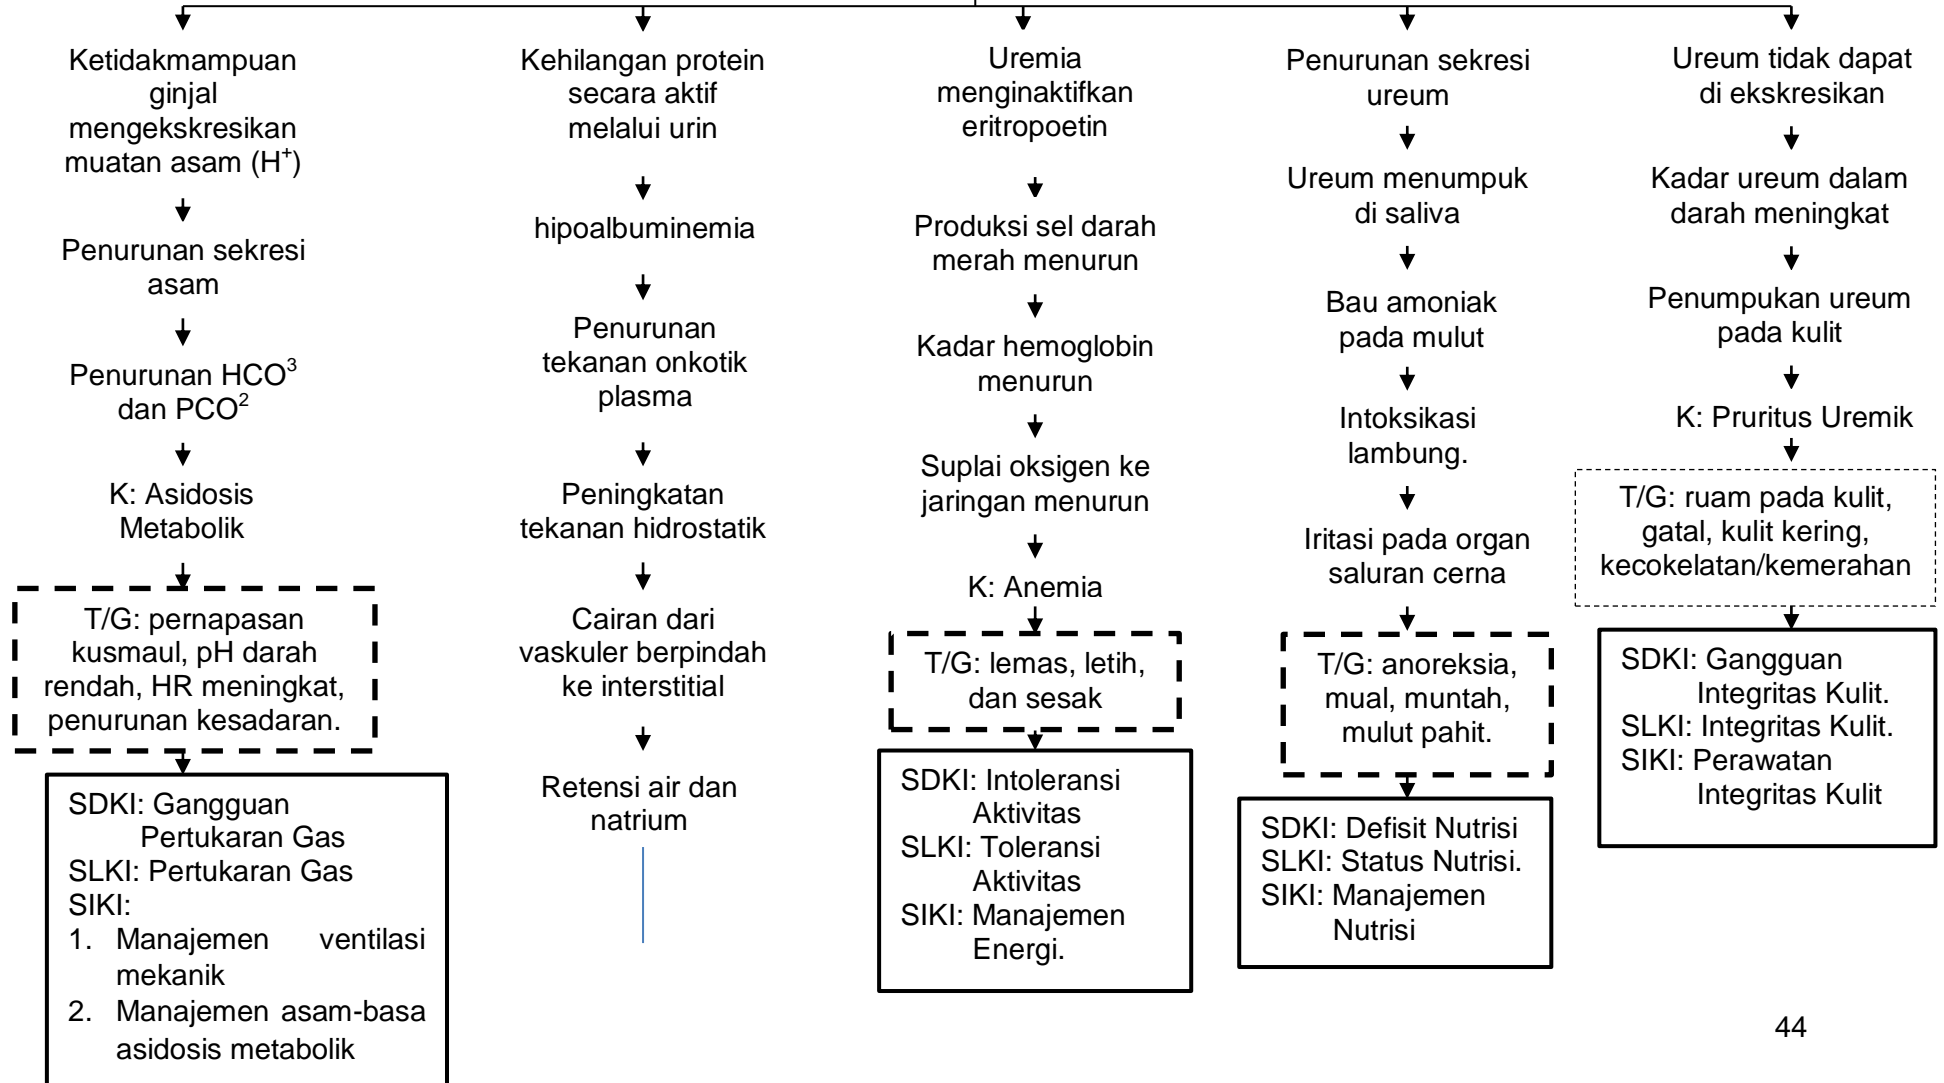 Ketidakmampuan
ginjal
mengekskresikan
muatan asam (H⁺)
Penurunan sekresi
asam
Penurunan HCO³
dan PCO²
K: Asidosis
Metabolik
T/G: pernapasan
kusmaul, pH darah
rendah, HR meningkat,
penurunan kesadaran.
SDKI: Gangguan
Pertukaran Gas
SLKI: Pertukaran Gas
SIKI:
1. Manajemen ventilasi
mekanik
2. Manajemen asam-basa
asidosis metabolik
Kehilangan protein
secara aktif
melalui urin
hipoalbuminemia
Penurunan
tekanan onkotik
plasma
Peningkatan
tekanan hidrostatik
Cairan dari
vaskuler berpindah
ke interstitial
Retensi air dan
natrium
Uremia
menginaktifkan
eritropoetin
Produksi sel darah
merah menurun
Kadar hemoglobin
menurun
Suplai oksigen ke
jaringan menurun
K: Anemia
T/G: lemas, letih,
dan sesak
SDKI: Intoleransi
Aktivitas
SLKI: Toleransi
Aktivitas
SIKI: Manajemen
Energi.
Penurunan sekresi
ureum
Ureum menumpuk
di saliva
Bau amoniak
pada mulut
Intoksikasi
lambung.
Iritasi pada organ
saluran cerna
T/G: anoreksia,
mual, muntah,
mulut pahit.
SDKI: Defisit Nutrisi
SLKI: Status Nutrisi.
SIKI: Manajemen
Nutrisi
Ureum tidak dapat
di ekskresikan
Kadar ureum dalam
darah meningkat
Penumpukan ureum
pada kulit
K: Pruritus Uremik
T/G: ruam pada kulit,
gatal, kulit kering,
kecokelatan/kemerahan
SDKI: Gangguan
Integritas Kulit.
SLKI: Integritas Kulit.
SIKI: Perawatan
Integritas Kulit
44